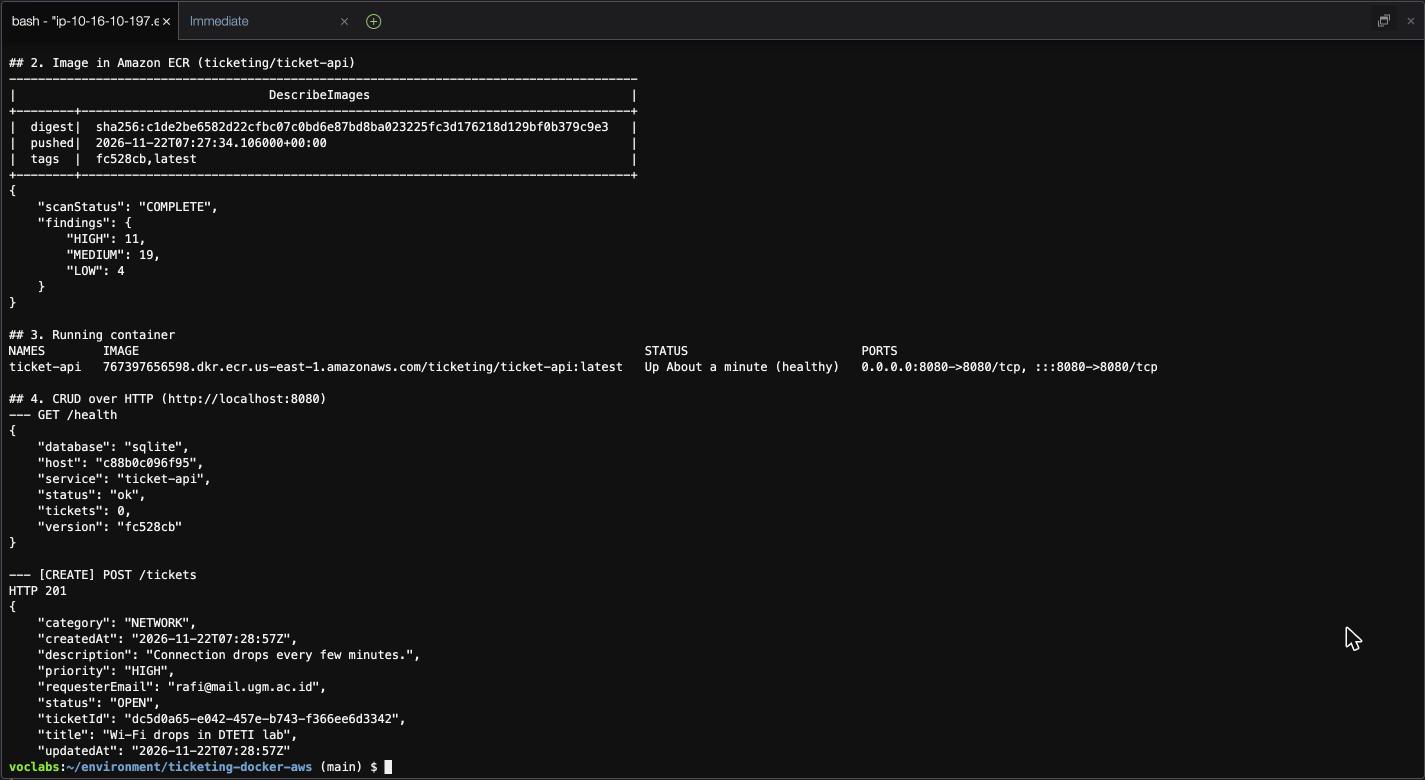 bash - "ip-10-16-10-197.e × Immediate ×
## 2. Image in Amazon ECR (ticketing/ticket-api)
| DescribeImages |
| digest| sha256:c1de2be6582d22cfbc07c0bd6e87bd8ba023225fc3d176218d129bf0b379c9e3 |
| pushed| 2026-11-22T07:27:34.106000+00:00 |
| tags | fc528cb,latest |
{
    "scanStatus": "COMPLETE",
    "findings": {
        "HIGH": 11,
        "MEDIUM": 19,
        "LOW": 4
    }
}
## 3. Running container
NAMES IMAGE STATUS PORTS
ticket-api 767397656598.dkr.ecr.us-east-1.amazonaws.com/ticketing/ticket-api:latest Up About a minute (healthy) 0.0.0.0:8080->8080/tcp, :::8080->8080/tcp
## 4. CRUD over HTTP (http://localhost:8080)
--- GET /health
{
    "database": "sqlite",
    "host": "c88b0c096f95",
    "service": "ticket-api",
    "status": "ok",
    "tickets": 0,
    "version": "fc528cb"
}
--- [CREATE] POST /tickets
HTTP 201
{
    "category": "NETWORK",
    "createdAt": "2026-11-22T07:28:57Z",
    "description": "Connection drops every few minutes.",
    "priority": "HIGH",
    "requesterEmail": "rafi@mail.ugm.ac.id",
    "status": "OPEN",
    "ticketId": "dc5d0a65-e042-457e-b743-f366ee6d3342",
    "title": "Wi-Fi drops in DTETI lab",
    "updatedAt": "2026-11-22T07:28:57Z"
voclabs:~/environment/ticketing-docker-aws (main) $